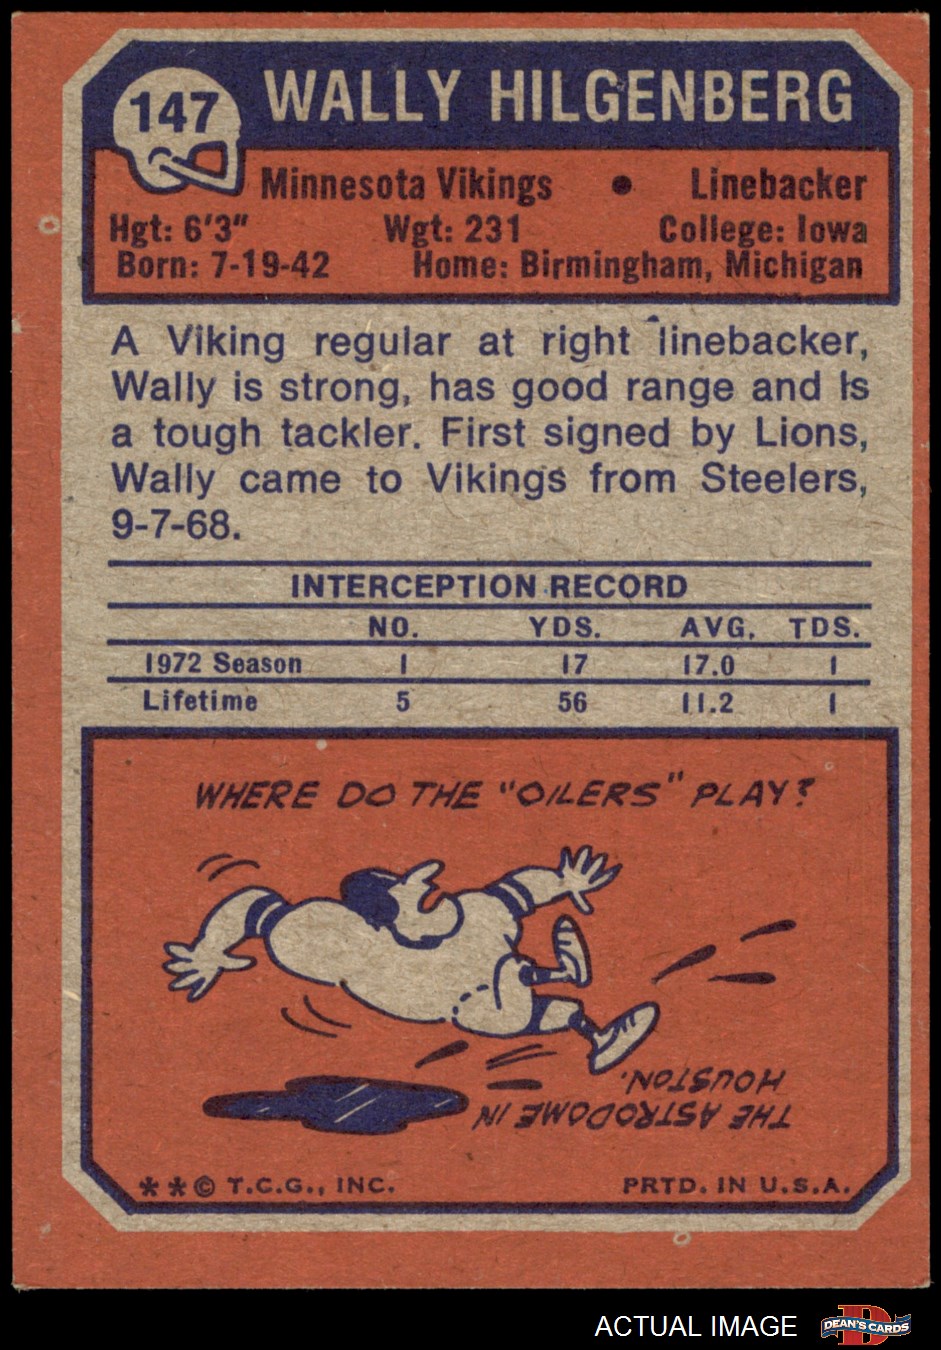 147
WALLY HILGENBERG
Minnesota Vikings • Linebacker
Hgt: 6'3" Wgt: 231 College: Iowa
Born: 7-19-42 Home: Birmingham, Michigan
A Viking regular at right linebacker,
Wally is strong, has good range and is
a tough tackler. First signed by Lions,
Wally came to Vikings from Steelers,
9-7-68.
INTERCEPTION RECORD
NO. YDS. AVG. TDS.
1972 Season 1 17 17.0 1
Lifetime 5 56 11.2 1
WHERE DO THE "OILERS" PLAY?
THE ASTRODOME IN
HOUSTON.
**© T.C.G., INC. PRTD. IN U.S.A.
ACTUAL IMAGE
D
DEAN'S CARDS